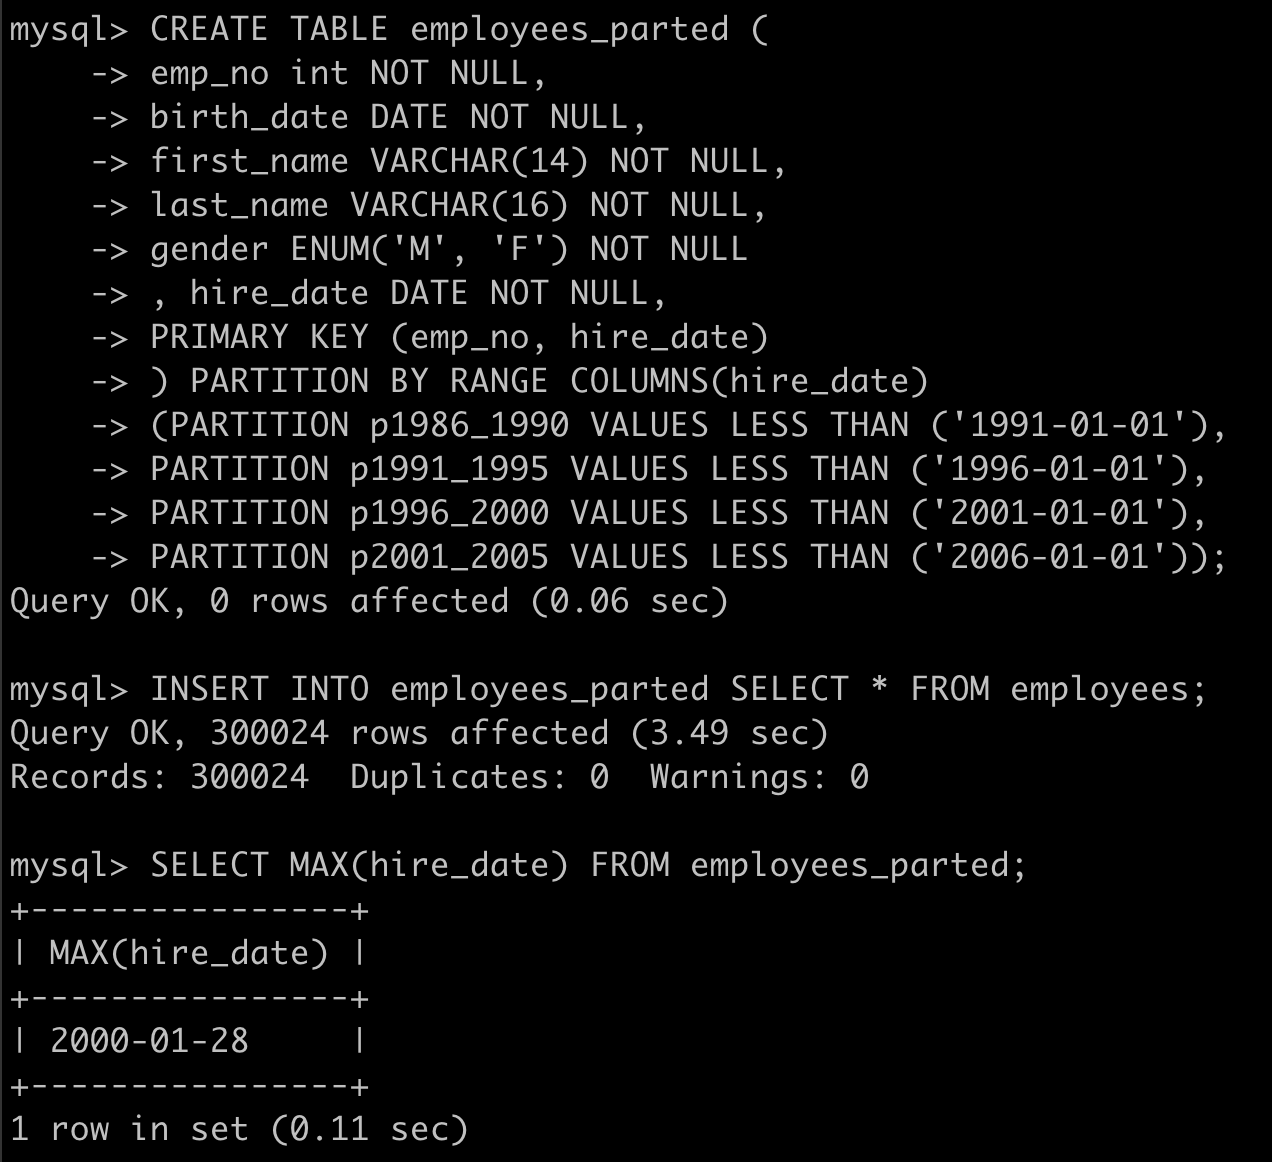 mysql> CREATE TABLE employees_parted (
    -> emp_no int NOT NULL,
    -> birth_date DATE NOT NULL,
    -> first_name VARCHAR(14) NOT NULL,
    -> last_name VARCHAR(16) NOT NULL,
    -> gender ENUM('M', 'F') NOT NULL
    -> , hire_date DATE NOT NULL,
    -> PRIMARY KEY (emp_no, hire_date)
    -> ) PARTITION BY RANGE COLUMNS(hire_date)
    -> (PARTITION p1986_1990 VALUES LESS THAN ('1991-01-01'),
    -> PARTITION p1991_1995 VALUES LESS THAN ('1996-01-01'),
    -> PARTITION p1996_2000 VALUES LESS THAN ('2001-01-01'),
    -> PARTITION p2001_2005 VALUES LESS THAN ('2006-01-01'));
Query OK, 0 rows affected (0.06 sec)

mysql> INSERT INTO employees_parted SELECT * FROM employees;
Query OK, 300024 rows affected (3.49 sec)
Records: 300024  Duplicates: 0  Warnings: 0

mysql> SELECT MAX(hire_date) FROM employees_parted;
+----------------+
| MAX(hire_date) |
+----------------+
| 2000-01-28     |
+----------------+
1 row in set (0.11 sec)